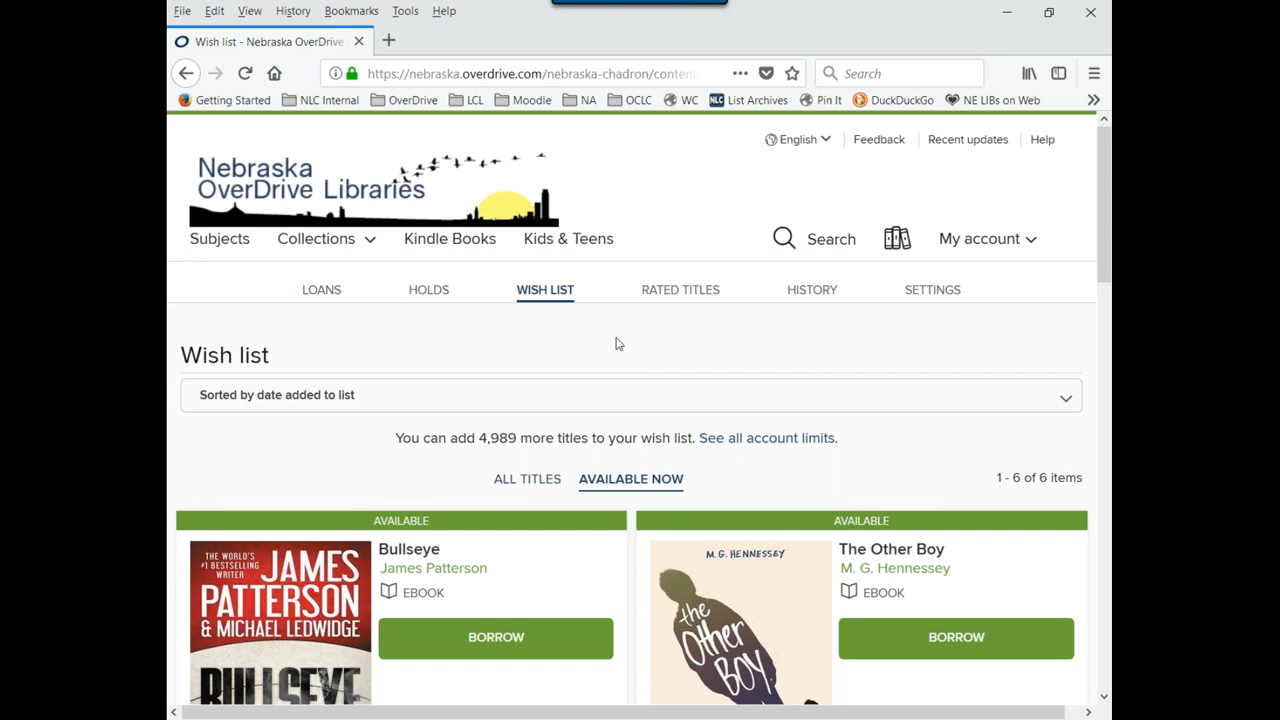 File Edit View History Bookmarks Tools Help
Wish list - Nebraska OverDrive
https://nebraska.overdrive.com/nebraska-chadron/content
Search
Getting Started NLC Internal OverDrive LCL Moodle NA OCLC WC NLC List Archives Pin It DuckDuckGo NE LIBs on Web
English Feedback Recent updates Help
Nebraska
OverDrive Libraries
Subjects Collections Kindle Books Kids & Teens Search My account
LOANS HOLDS WISH LIST RATED TITLES HISTORY SETTINGS
Wish list
Sorted by date added to list
You can add 4,989 more titles to your wish list. See all account limits.
ALL TITLES AVAILABLE NOW 1 - 6 of 6 items
AVAILABLE
THE WORLD'S
#1 BESTSELLING
WRITER
JAMES
PATTERSON
& MICHAEL LEDWIDGE
BULLSEYE
Bullseye
James Patterson
EBOOK
BORROW
AVAILABLE
M. G. HENNESSEY
the
Other
BOY
The Other Boy
M. G. Hennessey
EBOOK
BORROW